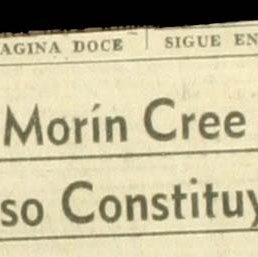 AGINA DOCE | SIGUE EN
Morín Cree
so Constituy